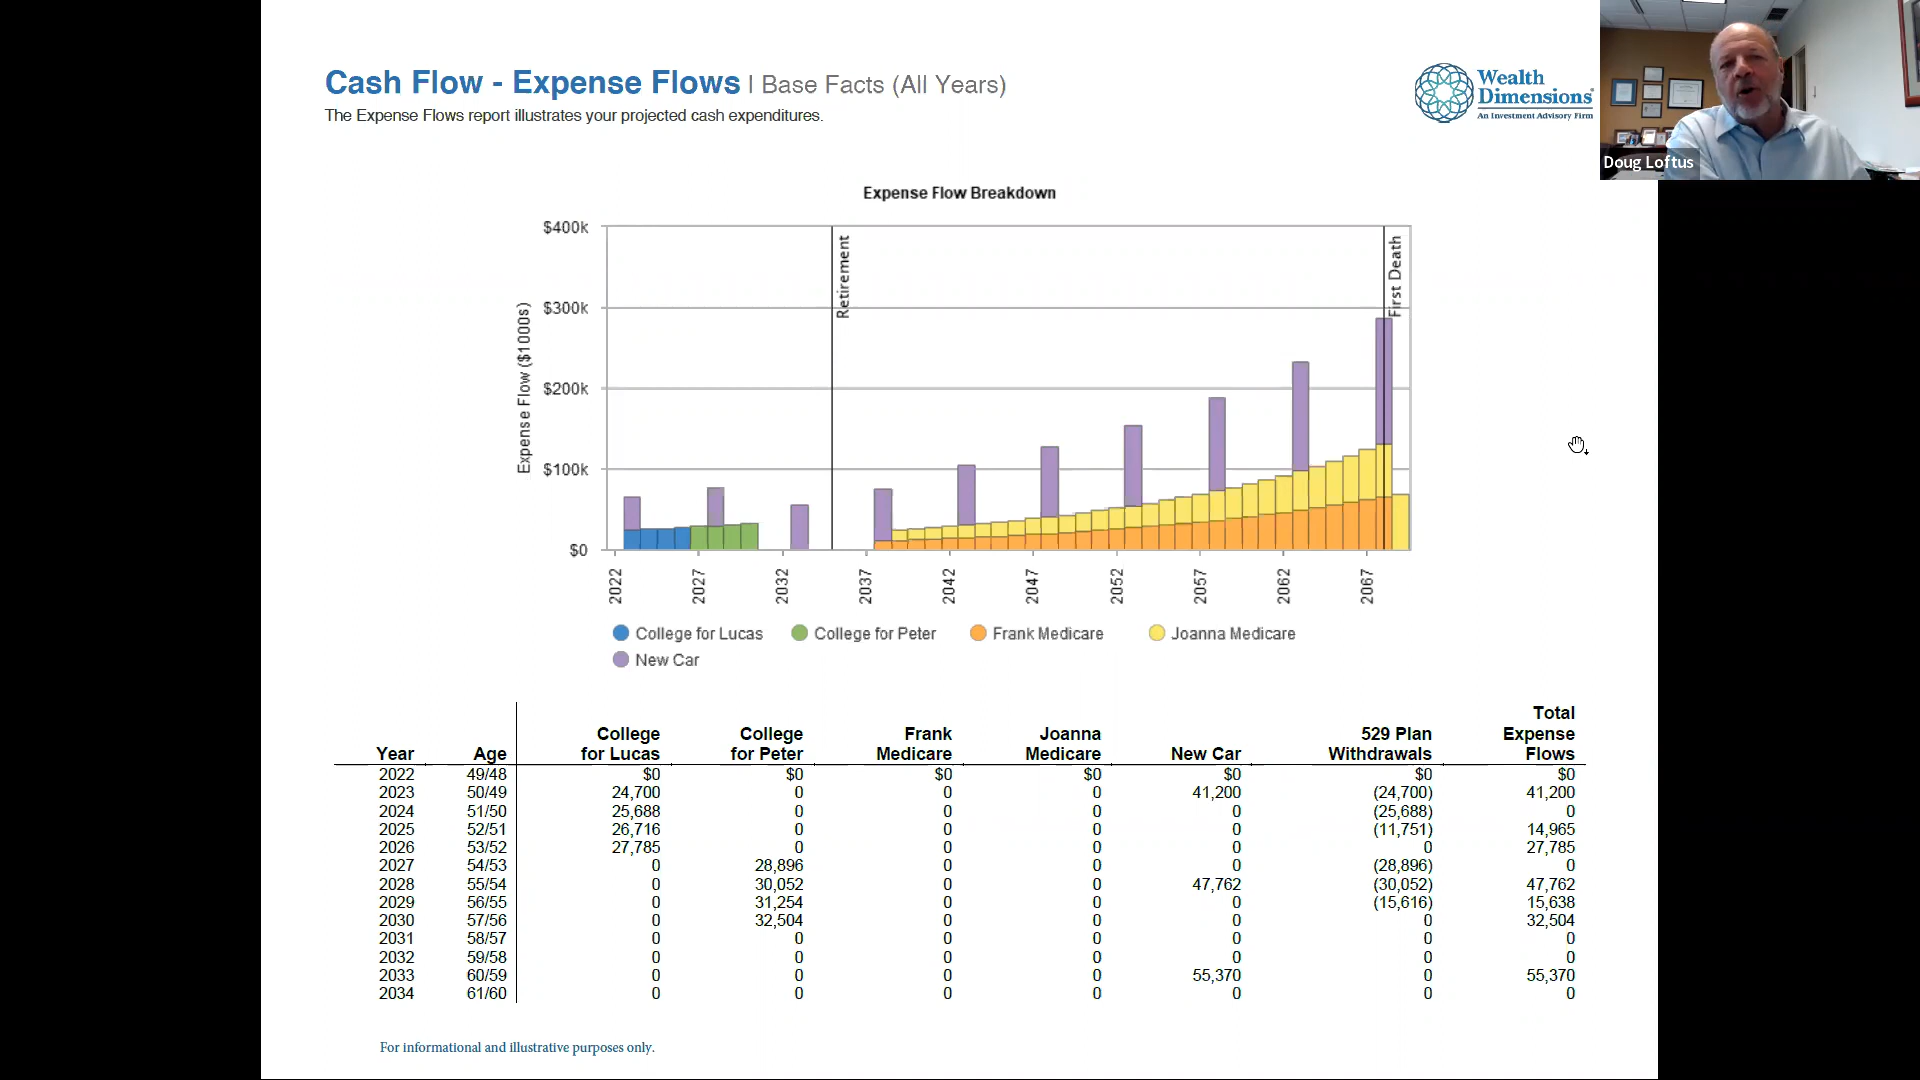 Cash Flow - Expense Flows | Base Facts (All Years)
The Expense Flows report illustrates your projected cash expenditures.
Wealth
Dimensions
An Investment Advisory Firm
Doug Loftus
Expense Flow Breakdown
Expense Flow ($1000s)
$400k
$300k
$200k
$100k
$0
Retirement
First Death
2022 2027 2032 2037 2042 2047 2052 2057 2062 2067
College for Lucas College for Peter Frank Medicare Joanna Medicare
New Car
Year Age College for Lucas College for Peter Frank Medicare Joanna Medicare New Car 529 Plan Withdrawals Total Expense Flows
2022 49/48 $0 $0 $0 $0 $0 $0 $0
2023 50/49 24,700 0 0 0 41,200 (24,700) 41,200
2024 51/50 25,688 0 0 0 0 (25,688) 0
2025 52/51 26,716 0 0 0 0 (11,751) 14,965
2026 53/52 27,785 0 0 0 0 0 27,785
2027 54/53 0 28,896 0 0 0 (28,896) 0
2028 55/54 0 30,052 0 0 47,762 (30,052) 47,762
2029 56/55 0 31,254 0 0 0 (15,616) 15,638
2030 57/56 0 32,504 0 0 0 0 32,504
2031 58/57 0 0 0 0 0 0 0
2032 59/58 0 0 0 0 0 0 0
2033 60/59 0 0 0 0 55,370 0 55,370
2034 61/60 0 0 0 0 0 0 0
For informational and illustrative purposes only.